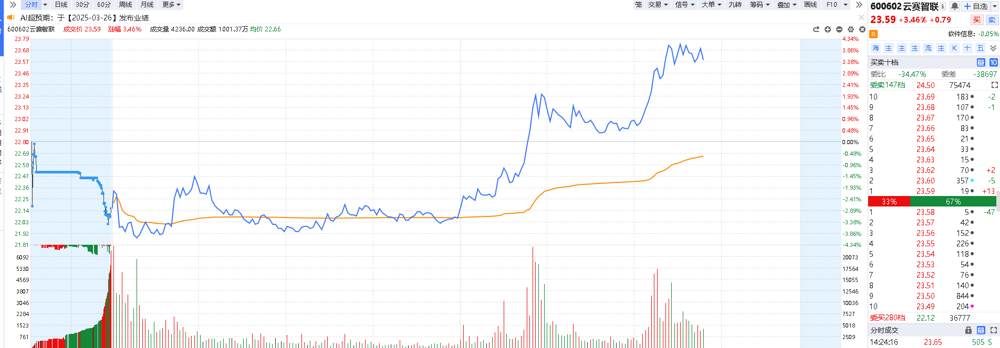 分时 日线 30分 60分 周线 月线 更多 笼 交易 信号 大单 九转 筹码 叠加 画线 F10
AI超预期：于【2025-03-26】发布业绩
600602云赛智联 成交价 23.59 涨幅 3.46% 成交量 4236.00 成交额 1001.37万 均价 22.66
23.79 4.34%
23.68 3.86%
23.57 3.38%
23.46 2.89%
23.35 2.41%
23.24 1.93%
23.13 1.45%
23.02 0.96%
22.91 0.48%
22.80 0.00%
22.69 -0.48%
22.58 -0.96%
22.47 -1.45%
22.36 -1.93%
22.25 -2.41%
22.14 -2.89%
22.03 -3.38%
21.92 -3.86%
21.81 -4.34%
6092 20073
5330 17564
4569 15055
3807 12546
3046 10036
2284 7527
1523 5018
761 2509
600602 云赛智联 自选
23.59 +3.46% +0.79 买 卖
R 软件信息: -0.05%
海 主 主 主 流 主 K 十 五
买卖十档 量 10
委比 -34.47% 委差 -38697
委卖147档 24.50 75474
10 23.69 183 -2
9 23.68 107 -1
8 23.67 170
7 23.66 83
6 23.65 21
5 23.64 33
4 23.63 15
3 23.62 70 +2
2 23.60 357 -5
1 23.59 19 +13
33% 67%
1 23.58 5 -47
2 23.57 42
3 23.56 152
4 23.55 226
5 23.54 118
6 23.53 54
7 23.52 76
8 23.51 140
9 23.50 844
10 23.49 204
委买280档 22.12 36777
分时成交 量
14:24:16 23.65 505 S